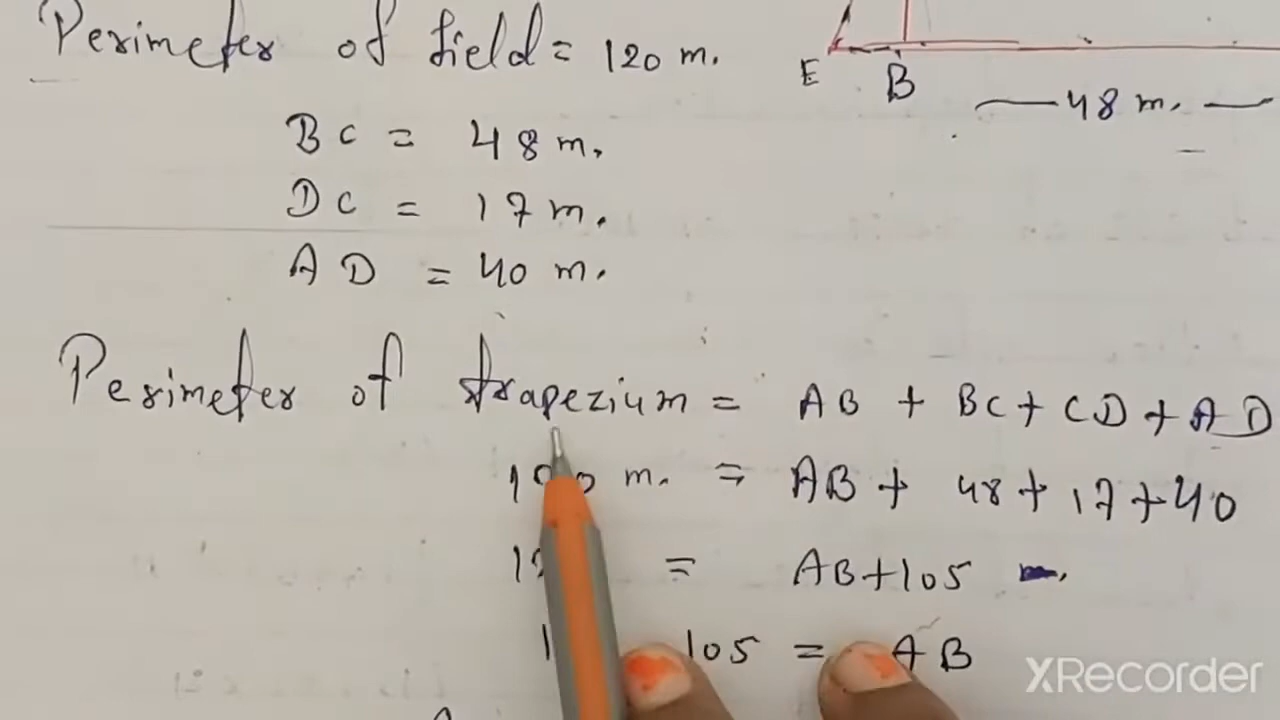 Perimeter of field = 120 m.
E
B
48 m.
BC = 48 m.
DC = 17 m.
AD = 40 m.
Perimeter of trapezium = AB + BC + CD + AD
m. = AB + 48 + 17 + 40
= AB + 105 m.
105 = AB
XRecorder